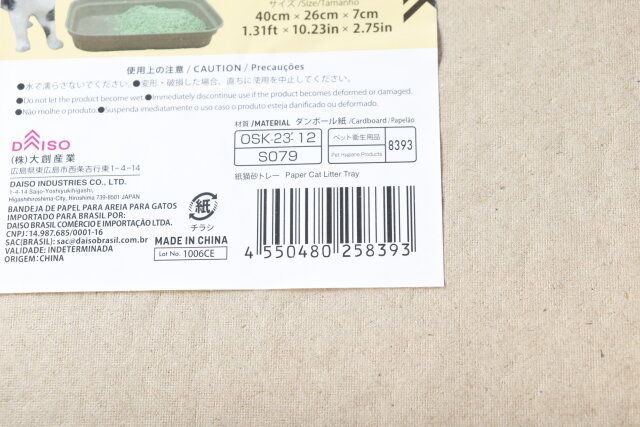 サイズ /Size/Tamanho
40cm × 26cm × 7cm
1.31ft × 10.23in × 2.75in
使用上の注意 / CAUTION / Precauções
●水で濡らさないでください。●変形・破損した場合、直ちに使用を中止してください。
●Do not let the product become wet.●Immediately discontinue use if the product becomes deformed or damaged.
●Não molhe o produto.●Suspenda imediatamente o uso caso o produto esteja danificado ou deformado.
材質 /MATERIAL ダンボール紙 /Cardboard /Papelão
OSK-23 12
S079
ペット衛生用品
Pet Hygiene Products
8393
DAISO
(株)大創産業
広島県東広島市西条吉行東1-4-14
DAISO INDUSTRIES CO., LTD.
1-4-14 Saijo-Yoshiyukihigashi,
Higashihiroshima-City, Hiroshima 739-8501 JAPAN
BANDEJA DE PAPEL PARA AREIA PARA GATOS
IMPORTADO PARA BRASIL POR:
DAISO BRASIL COMÉRCIO E IMPORTAÇÃO LTDA.
CNPJ: 14.987.685/0001-16
SAC(BRASIL): sac@daisobrasil.com.br
VALIDADE: INDETERMINADA
ORIGEM: CHINA
紙
チラシ
MADE IN CHINA
Lot No. 1006CE
紙猫砂トレー Paper Cat Litter Tray
4 550480 258393